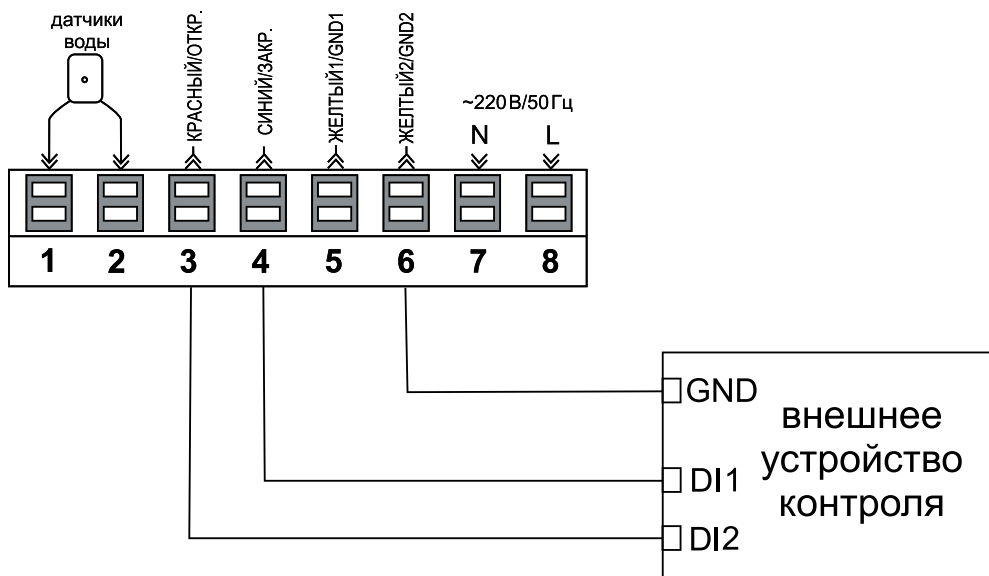 датчики
воды
КРАСНЫЙ/ОТКР.
СИНИЙ/ЗАКР.
ЖЕЛТЫЙ1/GND1
ЖЕЛТЫЙ2/GND2
~220В/50Гц
N
L
1 2 3 4 5 6 7 8
GND
внешнее
устройство
контроля
DI1
DI2